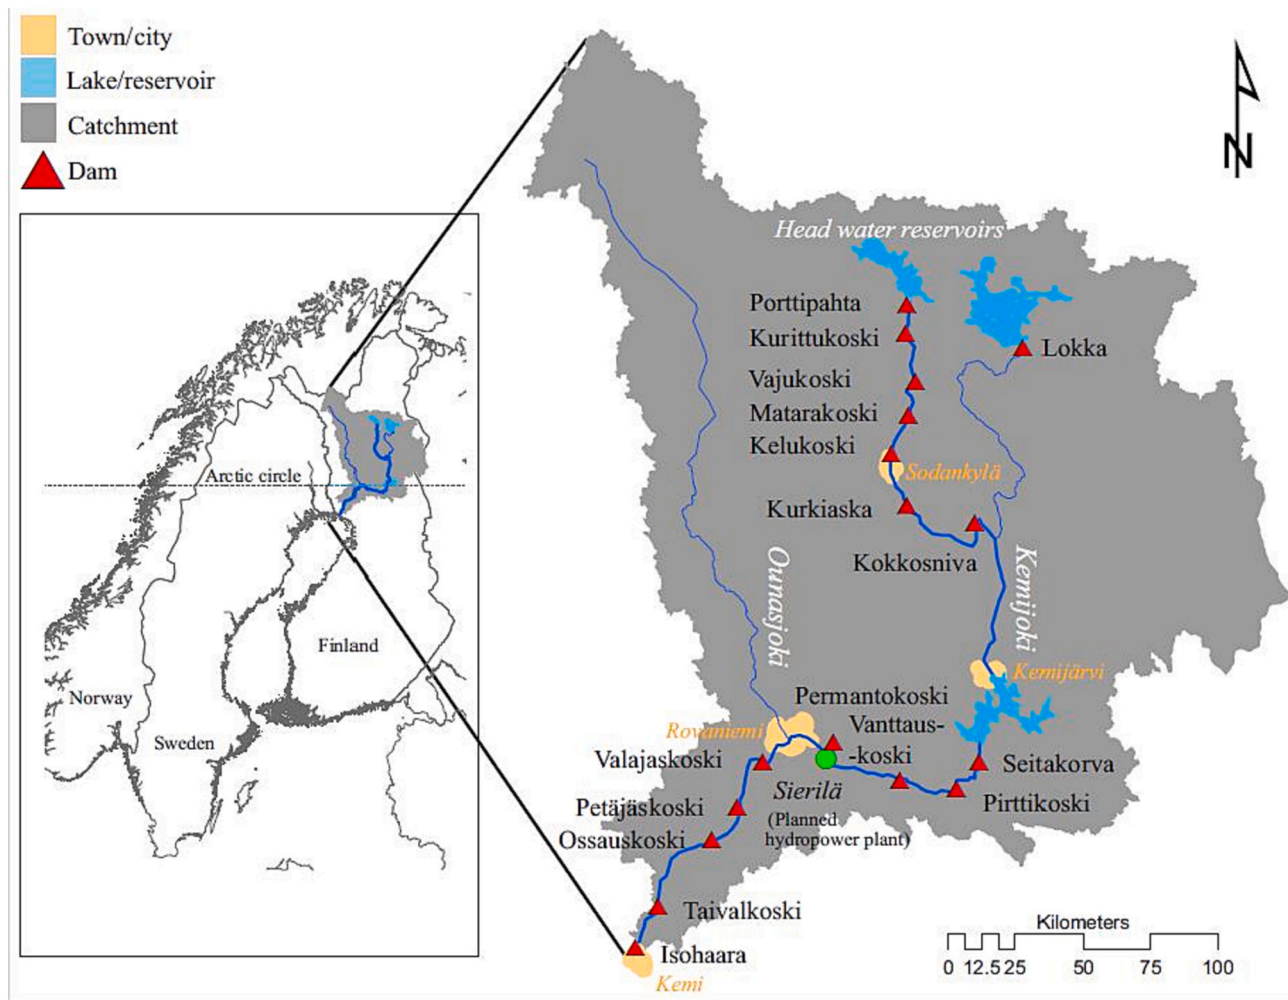 Town/city
Lake/reservoir
Catchment
Dam
N
Arctic circle
Finland
Norway
Sweden
Head water reservoirs
Porttipahta
Kurittukoski
Lokka
Vajukoski
Matarakoski
Kelukoski
Sodankylä
Kurkiaska
Kokkosniva
Ounasjoki
Kemijoki
Kemijärvi
Permantokoski
Rovaniemi
Vanttaus-
-koski
Valajaskoski
Seitakorva
Sierilä
Pirttikoski
Petäjäskoski
(Planned
hydropower plant)
Ossauskoski
Taivalkoski
Isohaara
Kemi
Kilometers
0 12.5 25 50 75 100